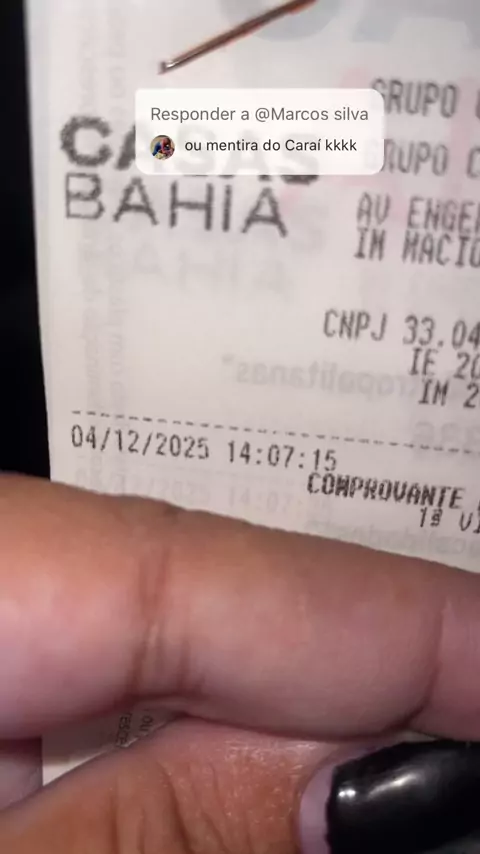 Responder a @Marcos silva
ou mentira do Caraí kkkk
CASAS
BAHIA
GRUPO
GRUPO C
AV ENGE
IM MACIO
CNPJ 33.04
IE 20
IM 2
04/12/2025 14:07:15
COMPROVANTE
1ª VI